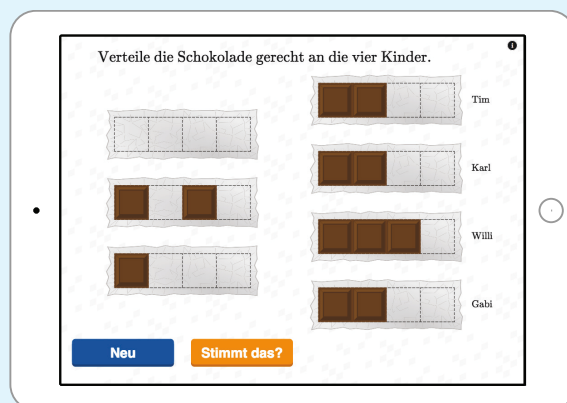 Verteile die Schokolade gerecht an die vier Kinder.
Tim
Karl
Willi
Gabi
Neu
Stimmt das?